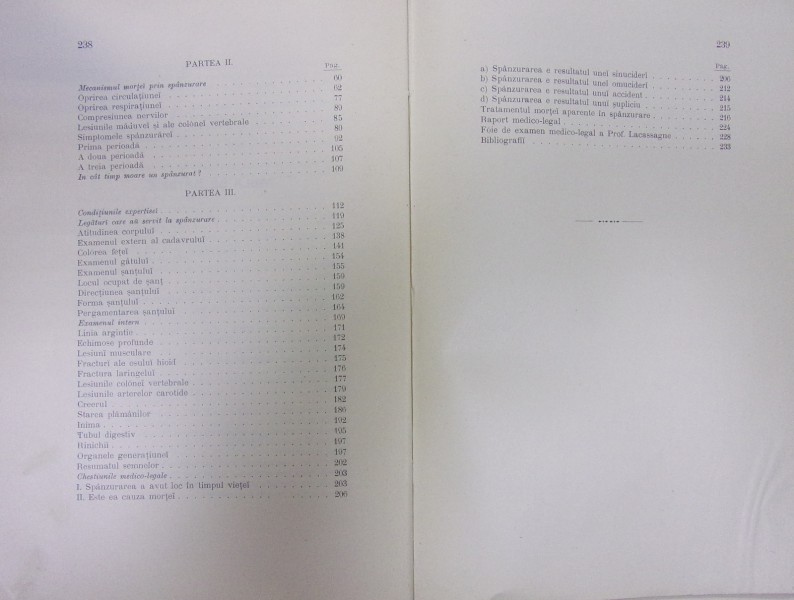 238
PARTEA II.
Pag.
Mecanismul morței prin spânzurare 60
Oprirea circulațiunei 62
Oprirea respirațiunei 77
Compresiunea nervilor 80
Lesiunile măduvei și ale colonei vertebrale 85
Simptomele spânzurărei 89
Prima perioadă 92
A doua perioadă 105
A treia perioadă 107
In cât timp moare un spânzurat? 109
PARTEA III.
Condițiunile expertisei 112
Legături care au servit la spânzurare 119
Atitudinea corpului 125
Examenul extern al cadavrului 138
Colorea feței 141
Examenul gâtului 154
Examenul șanțului 155
Locul ocupat de șanț 159
Direcțiunea șanțului 159
Forma șanțului 162
Pergamentarea șanțului 164
Examenul intern 169
Linia argintie 171
Echimose profunde 172
Lesiuni musculare 174
Fracturi ale osului hioid 175
Fractura laringelui 176
Lesiunile colónei vertebrale 177
Lesiunile arterelor carotide 179
Creerul 182
Starea plămânilor 186
Inima 192
Tubul digestiv 195
Rinichii 197
Organele generațiunei 197
Resumatul semnelor 202
Chestiunile medico-legale 203
I. Spânzurarea a avut loc în timpul vieței 203
II. Este ea cauza morței 206
239
Pag.
a) Spânzurarea e resultatul unei sinucideri 206
b) Spânzurarea e resultatul unei omucideri 212
c) Spânzurarea e resultatul unui accident 214
d) Spânzurarea e resultatul unui supliciu 215
Tratamentul morței aparente în spânzurare 216
Raport medico-legal 224
Foie de examen medico-legal a Prof. Lacassagne 228
Bibliografii 233